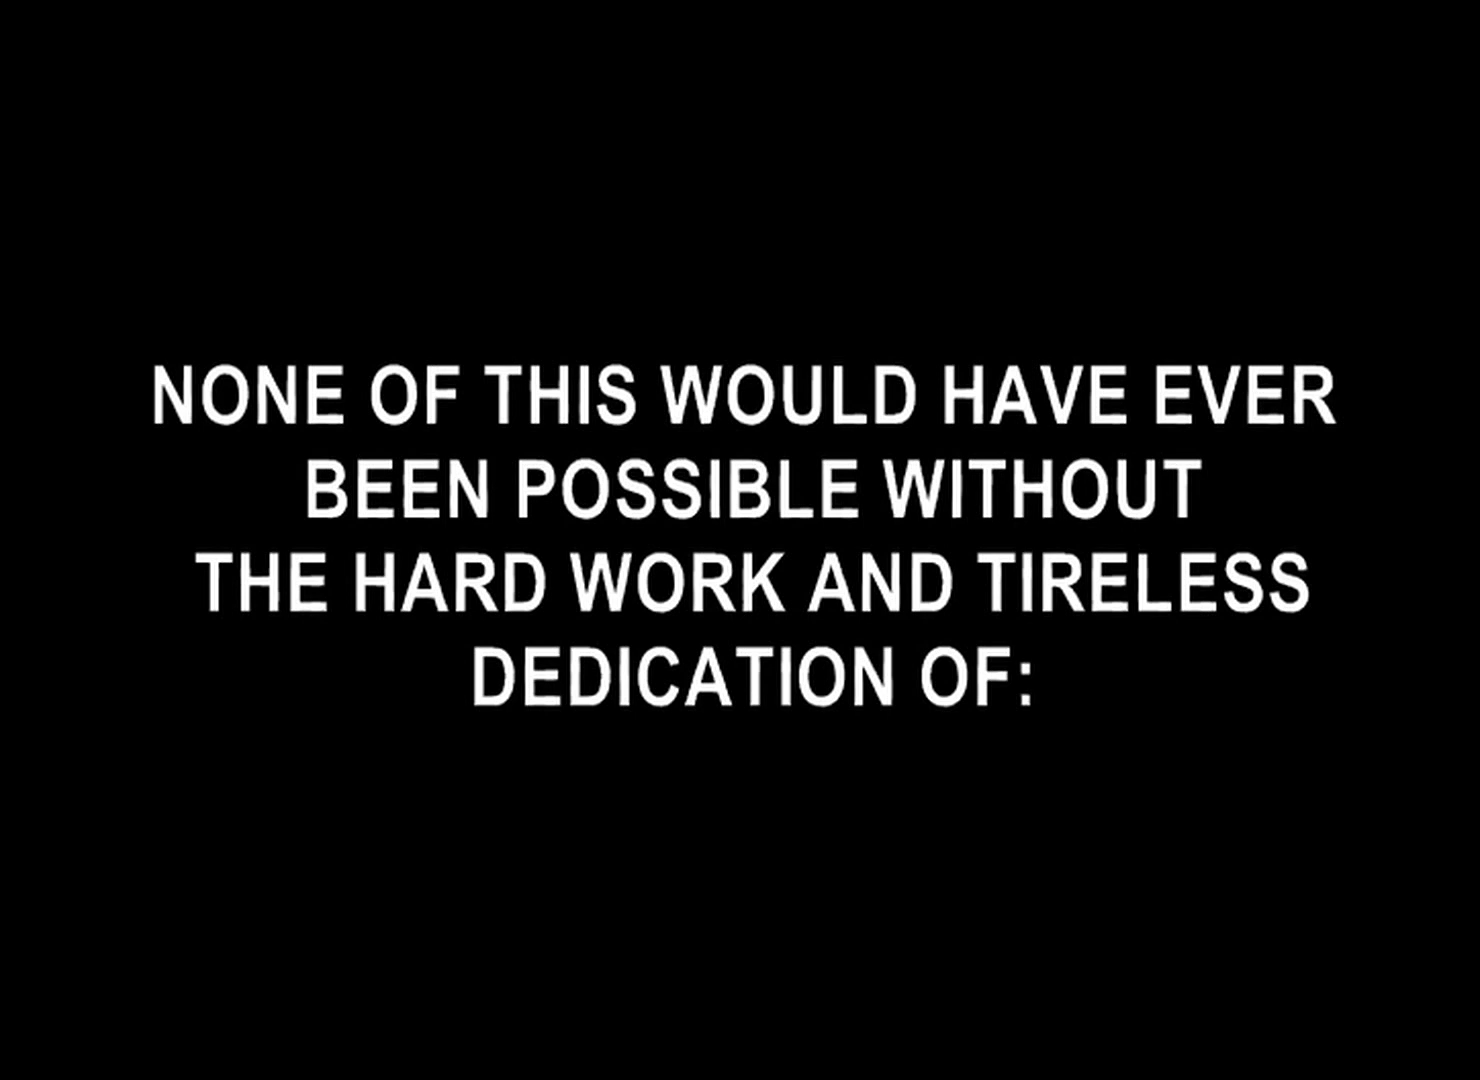 NONE OF THIS WOULD HAVE EVER
BEEN POSSIBLE WITHOUT
THE HARD WORK AND TIRELESS
DEDICATION OF: